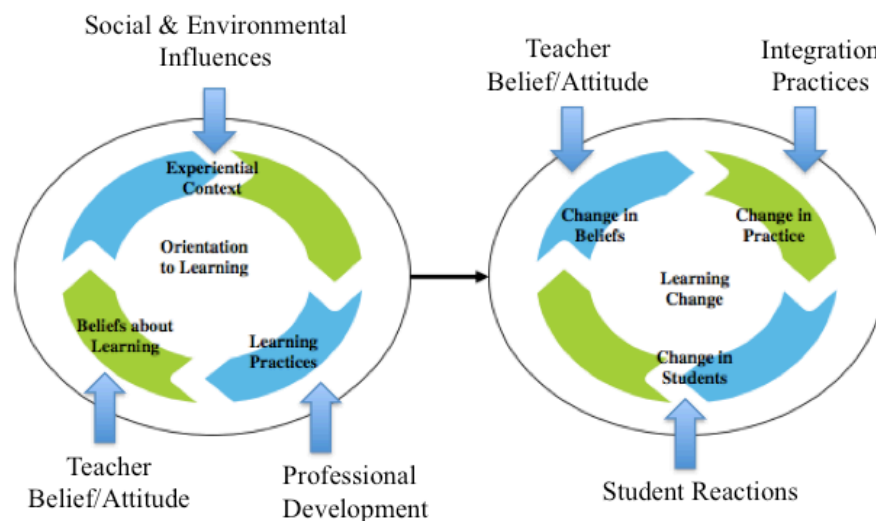 Social & Environmental
Influences
Teacher
Belief/Attitude
Integration
Practices
Experiential
Context
Orientation
to Learning
Beliefs about
Learning
Learning
Practices
Change in
Beliefs
Change in
Practice
Learning
Change
Change in
Students
Teacher
Belief/Attitude
Professional
Development
Student Reactions